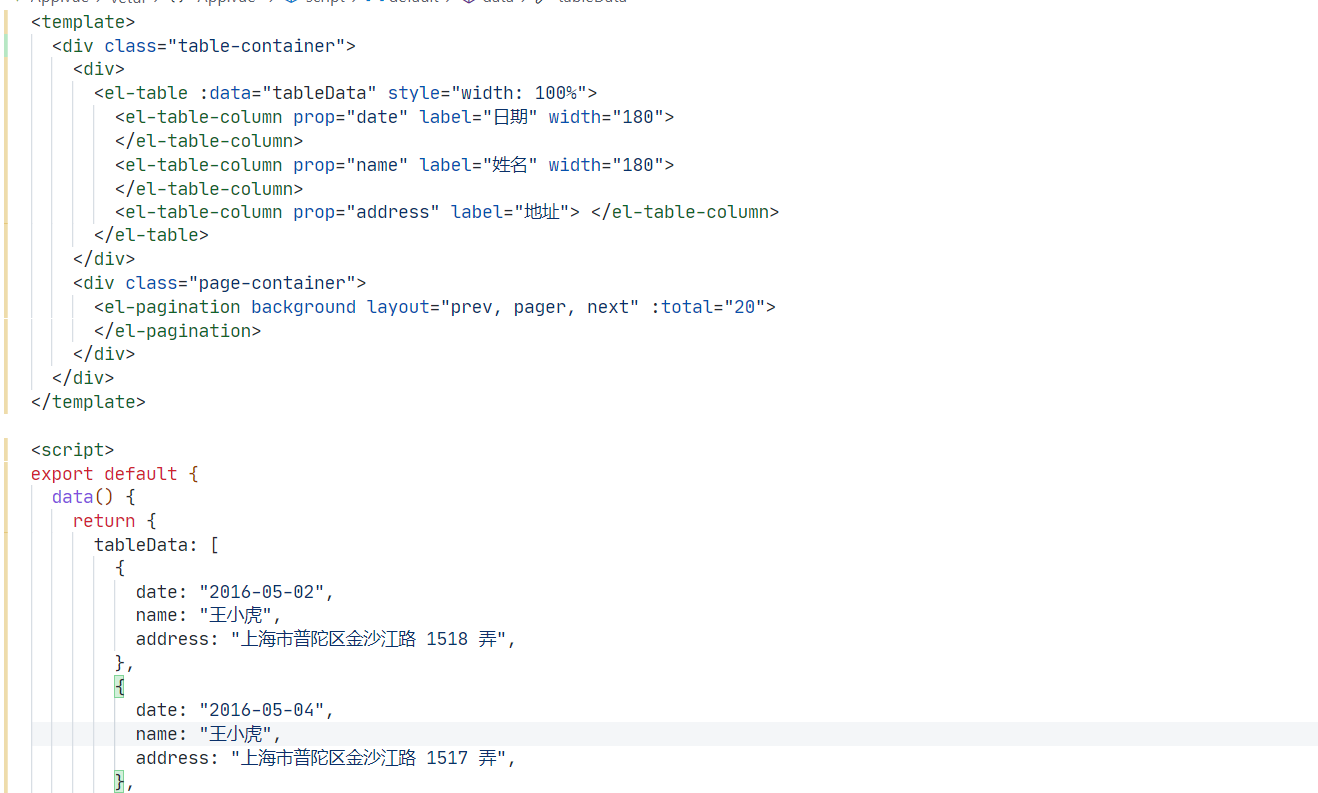 <template>
  <div class="table-container">
    <div>
      <el-table :data="tableData" style="width: 100%">
        <el-table-column prop="date" label="日期" width="180">
        </el-table-column>
        <el-table-column prop="name" label="姓名" width="180">
        </el-table-column>
        <el-table-column prop="address" label="地址"> </el-table-column>
      </el-table>
    </div>
    <div class="page-container">
      <el-pagination background layout="prev, pager, next" :total="20">
      </el-pagination>
    </div>
  </div>
</template>

<script>
export default {
  data() {
    return {
      tableData: [
        {
          date: "2016-05-02",
          name: "王小虎",
          address: "上海市普陀区金沙江路 1518 弄",
        },
        {
          date: "2016-05-04",
          name: "王小虎",
          address: "上海市普陀区金沙江路 1517 弄",
        },